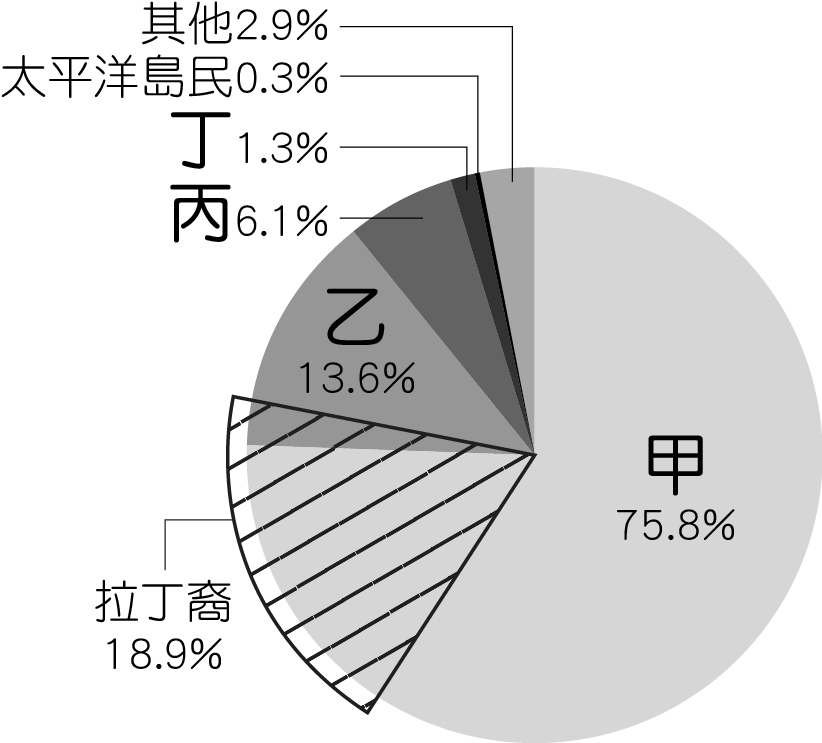 其他2.9%
太平洋島民0.3%
丁1.3%
丙6.1%
乙
13.6%
甲
75.8%
拉丁裔
18.9%